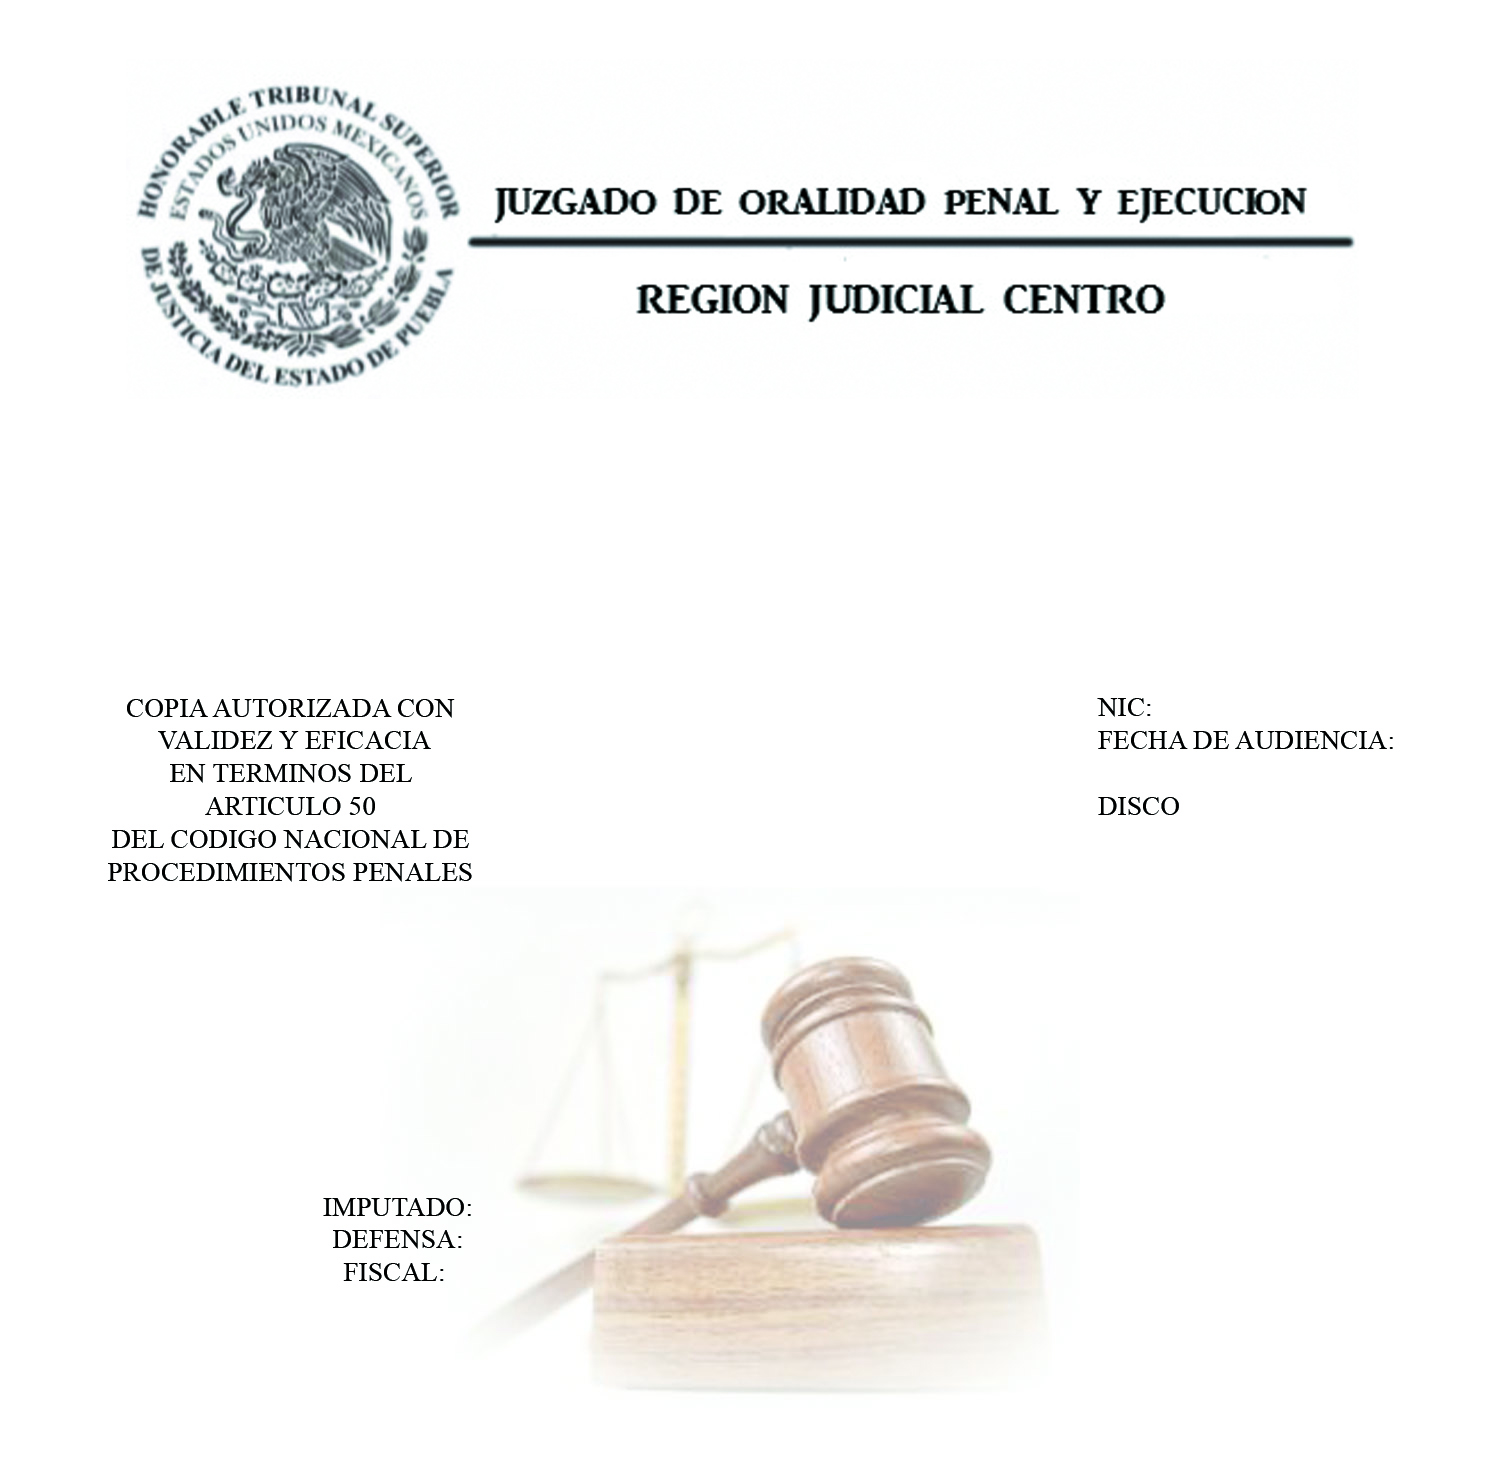 HONORABLE TRIBUNAL SUPERIOR
DE JUSTICIA DEL ESTADO DE PUEBLA
ESTADOS UNIDOS MEXICANOS
JUZGADO DE ORALIDAD PENAL Y EJECUCION
REGION JUDICIAL CENTRO
COPIA AUTORIZADA CON
VALIDEZ Y EFICACIA
EN TERMINOS DEL
ARTICULO 50
DEL CODIGO NACIONAL DE
PROCEDIMIENTOS PENALES
NIC:
FECHA DE AUDIENCIA:
DISCO
IMPUTADO:
DEFENSA:
FISCAL: